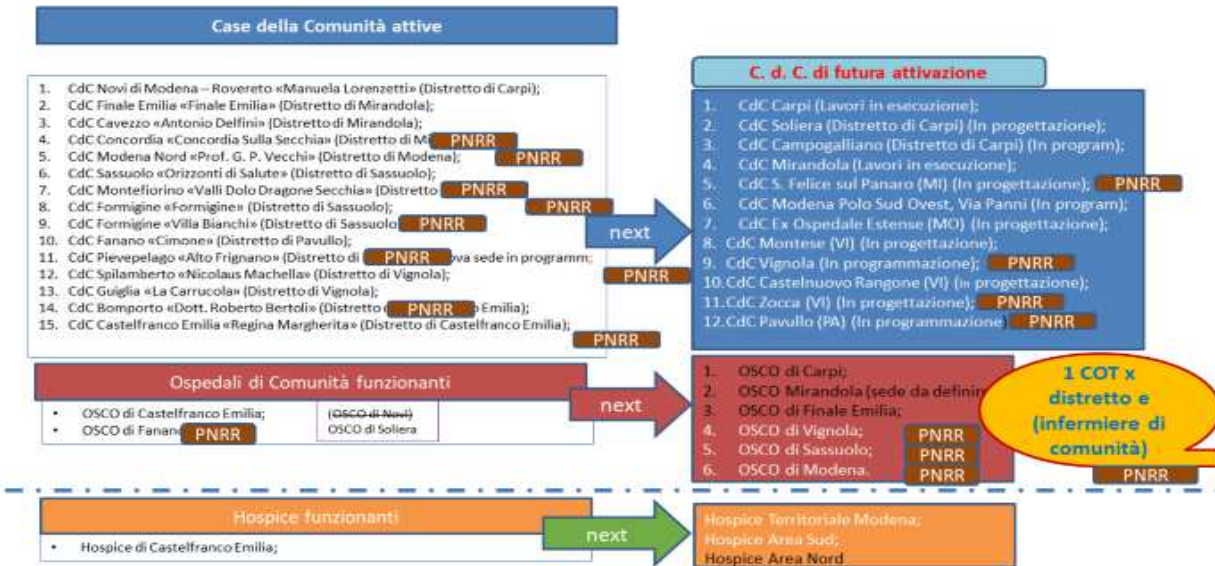 Case della Comunità attive
1. CdC Novi di Modena – Rovereto «Manuela Lorenzetti» (Distretto di Carpi);
2. CdC Finale Emilia «Finale Emilia» (Distretto di Mirandola);
3. CdC Cavezzo «Antonio Delfini» (Distretto di Mirandola);
4. CdC Concordia «Concordia Sulla Secchia» (Distretto di Mi PNRR
5. CdC Modena Nord «Prof. G. P. Vecchi» (Distretto di Modena); PNRR
6. CdC Sassuolo «Orizzonti di Salute» (Distretto di Sassuolo);
7. CdC Montefiorino «Valli Dolo Dragone Secchia» (Distretto PNRR
8. CdC Formigine «Formigine» (Distretto di Sassuolo); PNRR
9. CdC Formigine «Villa Bianchi» (Distretto di Sassuolo PNRR
10. CdC Fanano «Cimone» (Distretto di Pavullo);
11. CdC Pievepelago «Alto Frignano» (Distretto di PNRR ova sede in programm;
12. CdC Spilamberto «Nicolaus Machella» (Distretto di Vignola); PNRR
13. CdC Guiglia «La Carrucola» (Distretto di Vignola);
14. CdC Bomporto «Dott. Roberto Bertoli» (Distretto PNRR Emilia);
15. CdC Castelfranco Emilia «Regina Margherita» (Distretto di Castelfranco Emilia);
PNRR
next
C. d. C. di futura attivazione
1. CdC Carpi (Lavori in esecuzione);
2. CdC Soliera (Distretto di Carpi) (In progettazione);
3. CdC Campogalliano (Distretto di Carpi) (In program);
4. CdC Mirandola (Lavori in esecuzione);
5. CdC S. Felice sul Panaro (MI) (In progettazione); PNRR
6. CdC Modena Polo Sud Ovest, Via Panni (In program);
7. CdC Ex Ospedale Estense (MO) (In progettazione);
8. CdC Montese (VI) (In progettazione);
9. CdC Vignola (In programmazione); PNRR
10. CdC Castelnuovo Rangone (VI) (In progettazione);
11. CdC Zocca (VI) (In progettazione); PNRR
12. CdC Pavullo (PA) (In programmazione PNRR
Ospedali di Comunità funzionanti
• OSCO di Castelfranco Emilia;
• OSCO di Fanano PNRR
(OSCO di Novi)
OSCO di Soliera
next
1. OSCO di Carpi;
2. OSCO Mirandola (sede da definire
3. OSCO di Finale Emilia;
4. OSCO di Vignola; PNRR
5. OSCO di Sassuolo; PNRR
6. OSCO di Modena. PNRR
1 COT x
distretto e
(infermiere di
comunità)
PNRR
Hospice funzionanti
• Hospice di Castelfranco Emilia;
next
Hospice Territoriale Modena;
Hospice Area Sud;
Hospice Area Nord